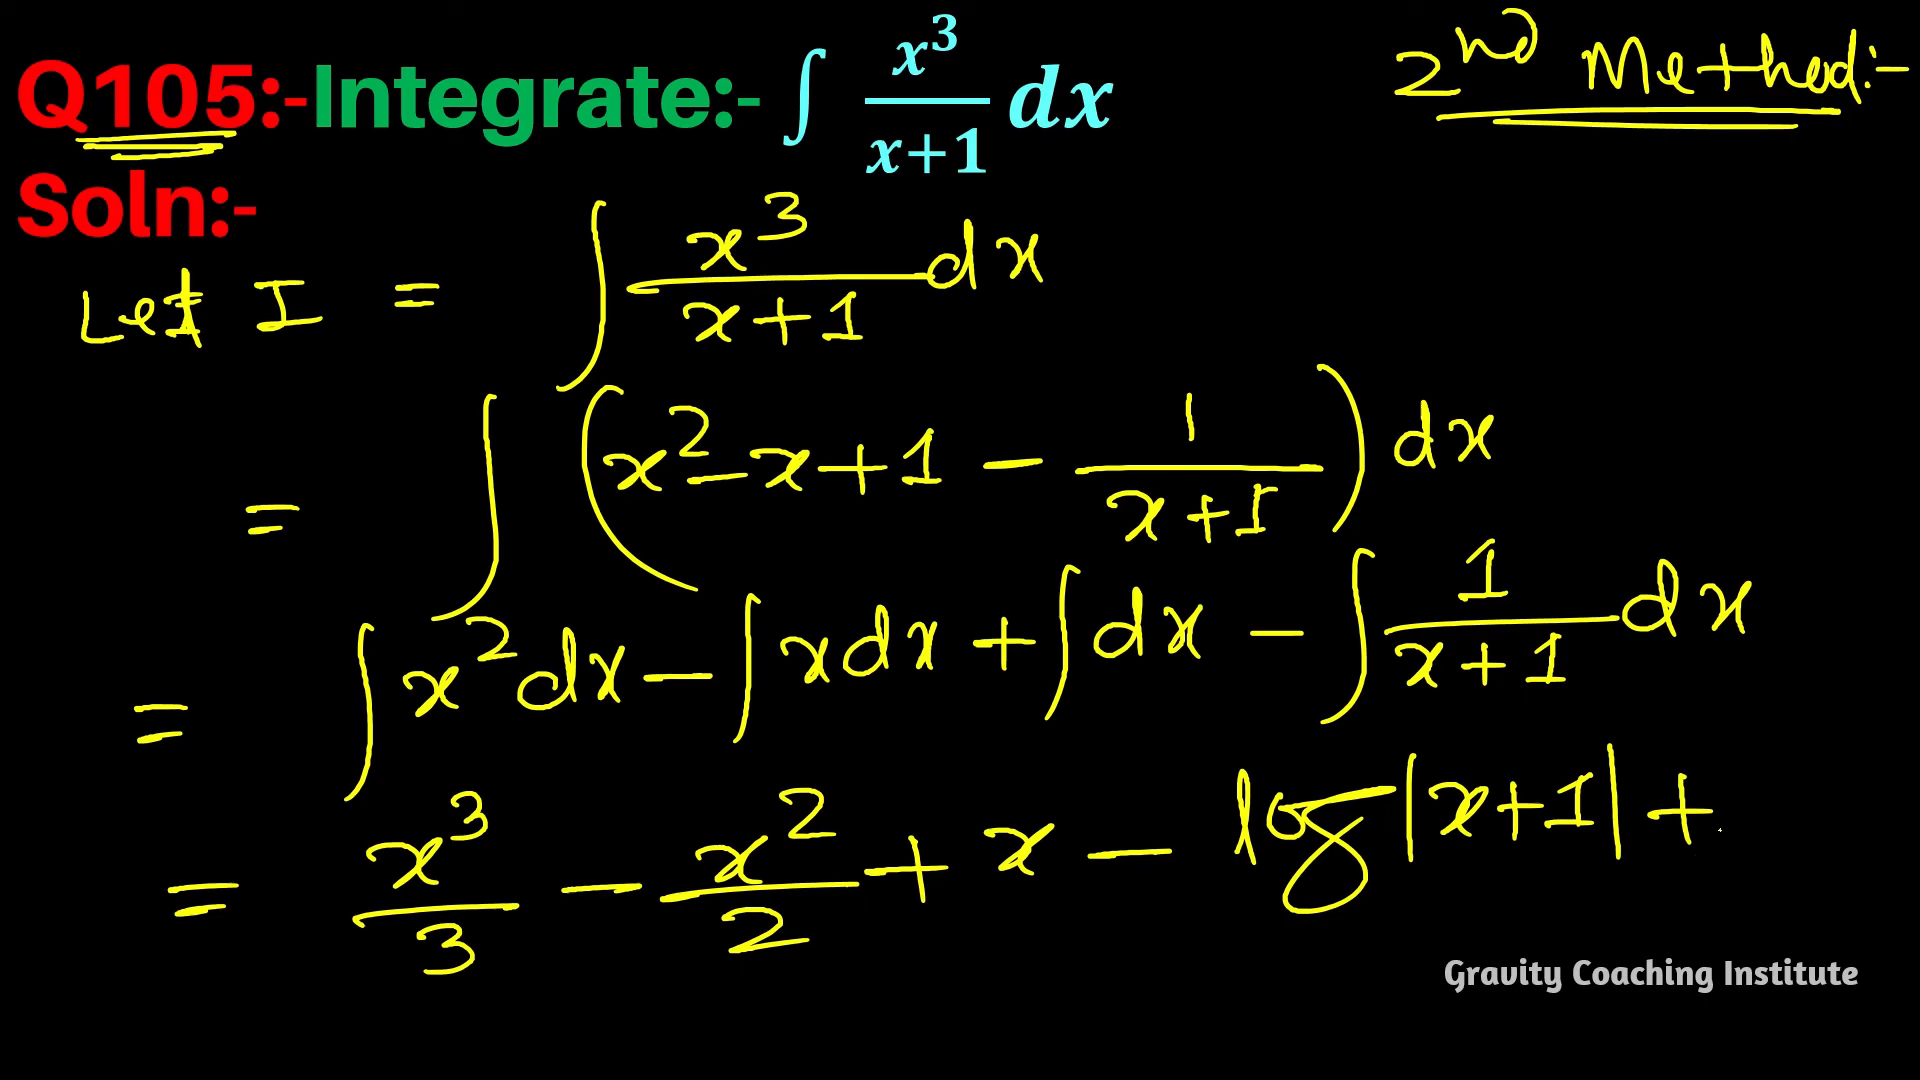 Q105:-Integrate:- ∫ x³/(x+1) dx
2nd Method:-
Soln:-
Let I = ∫ x³/(x+1) dx
= ∫ (x² - x + 1 - 1/(x+1)) dx
= ∫ x² dx - ∫ x dx + ∫ dx - ∫ 1/(x+1) dx
= x³/3 - x²/2 + x - log|x+1| +
Gravity Coaching Institute